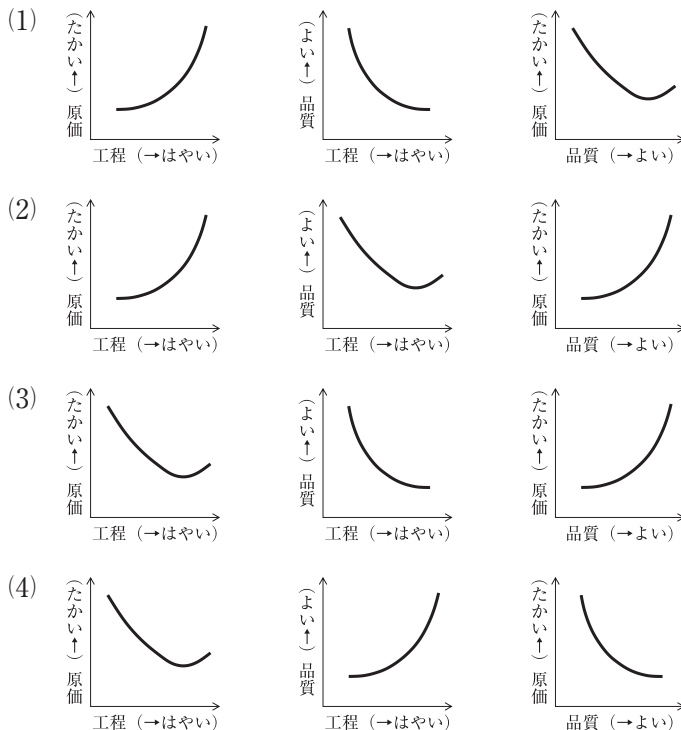 (1)
(たかい→) 原価
工程 (→はやい)
(よい→) 品質
工程 (→はやい)
(たかい→) 原価
品質 (→よい)
(2)
(たかい→) 原価
工程 (→はやい)
(よい→) 品質
工程 (→はやい)
(たかい→) 原価
品質 (→よい)
(3)
(たかい→) 原価
工程 (→はやい)
(よい→) 品質
工程 (→はやい)
(たかい→) 原価
品質 (→よい)
(4)
(たかい→) 原価
工程 (→はやい)
(よい→) 品質
工程 (→はやい)
(たかい→) 原価
品質 (→よい)